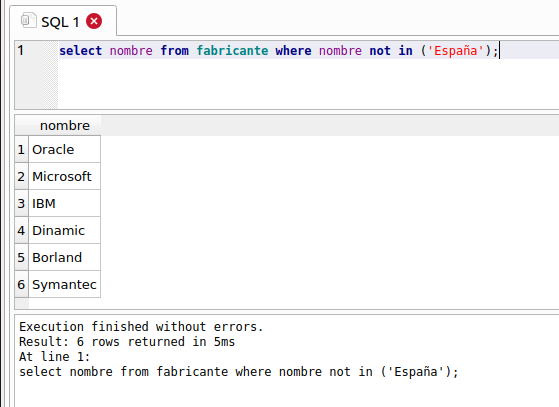 SQL 1
1 select nombre from fabricante where nombre not in ('España');
nombre
1 Oracle
2 Microsoft
3 IBM
4 Dinamic
5 Borland
6 Symantec
Execution finished without errors.
Result: 6 rows returned in 5ms
At line 1:
select nombre from fabricante where nombre not in ('España');